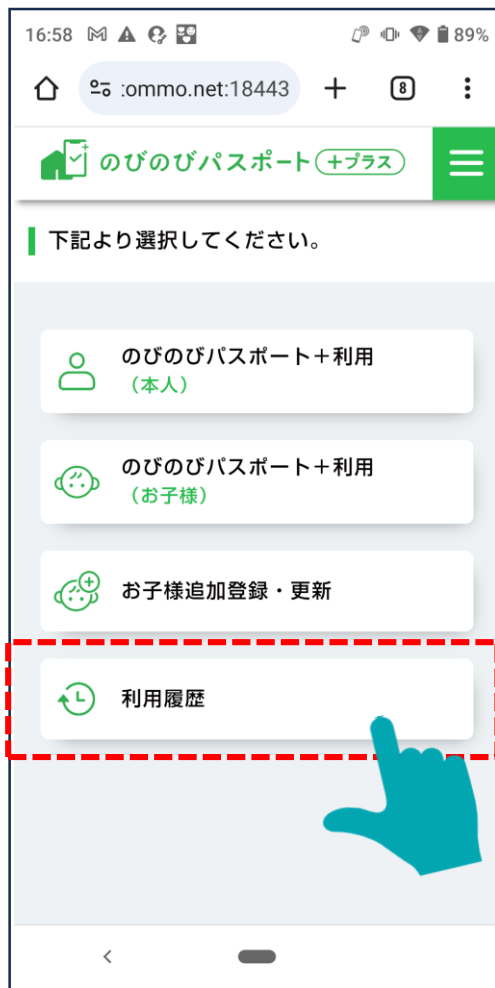 16:58 89%
:ommo.net:18443 8
のびのびパスポート +プラス
下記より選択してください。
のびのびパスポート＋利用
（本人）
のびのびパスポート＋利用
（お子様）
お子様追加登録・更新
利用履歴